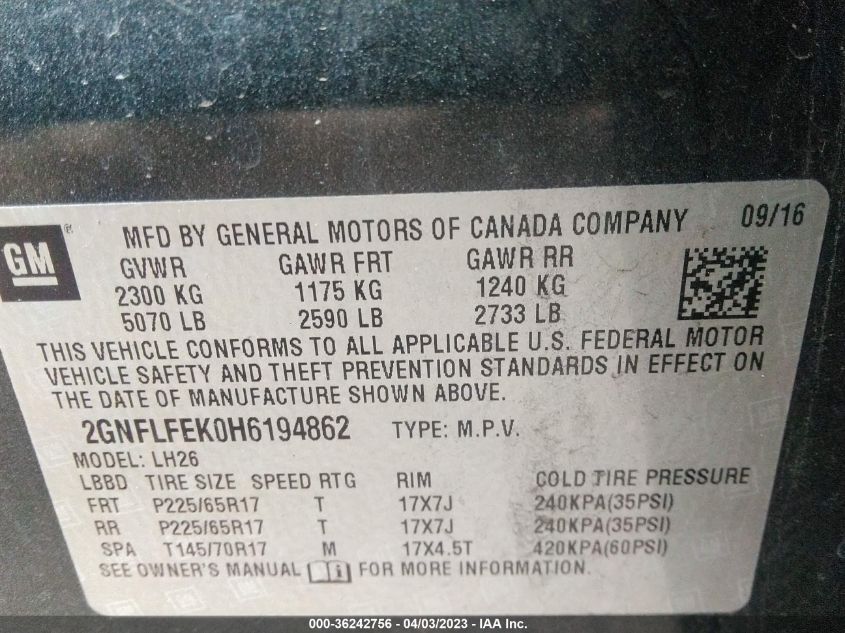 GM ® MFD BY GENERAL MOTORS OF CANADA COMPANY 09/16
GVWR GAWR FRT GAWR RR
2300 KG 1175 KG 1240 KG
5070 LB 2590 LB 2733 LB
THIS VEHICLE CONFORMS TO ALL APPLICABLE U.S. FEDERAL MOTOR
VEHICLE SAFETY AND THEFT PREVENTION STANDARDS IN EFFECT ON
THE DATE OF MANUFACTURE SHOWN ABOVE.
2GNFLFEK0H6194862 TYPE: M.P.V.
MODEL: LH26
LBBD TIRE SIZE SPEED RTG RIM COLD TIRE PRESSURE
FRT P225/65R17 T 17X7J 240KPA(35PSI)
RR P225/65R17 T 17X7J 240KPA(35PSI)
SPA T145/70R17 M 17X4.5T 420KPA(60PSI)
SEE OWNER'S MANUAL FOR MORE INFORMATION.
000-36242756 - 04/03/2023 - IAA Inc.